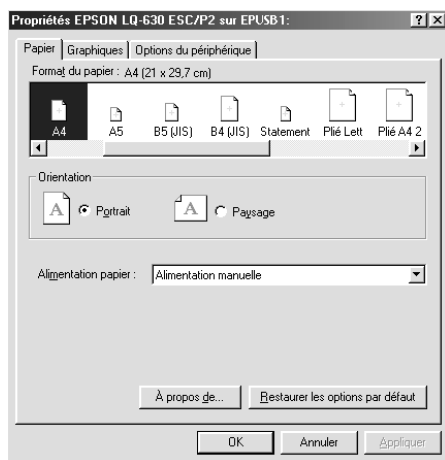 Propriétés EPSON LQ-630 ESC/P2 sur EPUSB1:
Papier Graphiques Options du périphérique
Format du papier : A4 (21 x 29,7 cm)
A4 A5 B5 (JIS) B4 (JIS) Statement Plié Lett Plié A4 2
Orientation
A Portrait A Paysage
Alimentation papier : Alimentation manuelle
À propos de... Restaurer les options par défaut
OK Annuler Appliquer